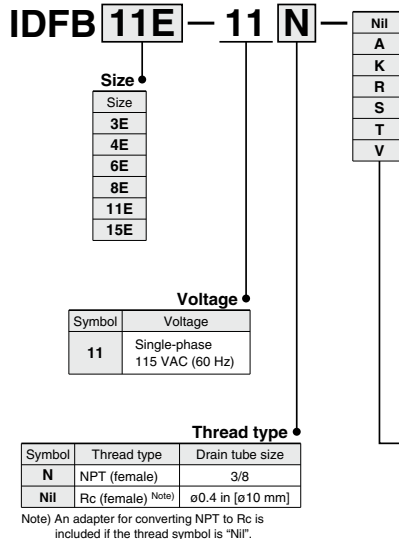 IDFB 11E — 11 N —
Nil
A
K
R
S
T
V
Size
Size
3E
4E
6E
8E
11E
15E
Voltage
Symbol Voltage
11 Single-phase 115 VAC (60 Hz)
Thread type
Symbol Thread type Drain tube size
N NPT (female) 3/8
Nil Rc (female) Note) ø0.4 in [ø10 mm]
Note) An adapter for converting NPT to Rc is
included if the thread symbol is “Nil”.